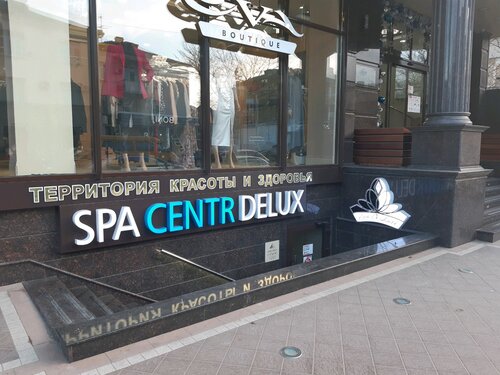 BOUTIQUE
ТЕРРИТОРИЯ КРАСОТЫ И ЗДОРОВЬЯ
SPA CENTR DELUX